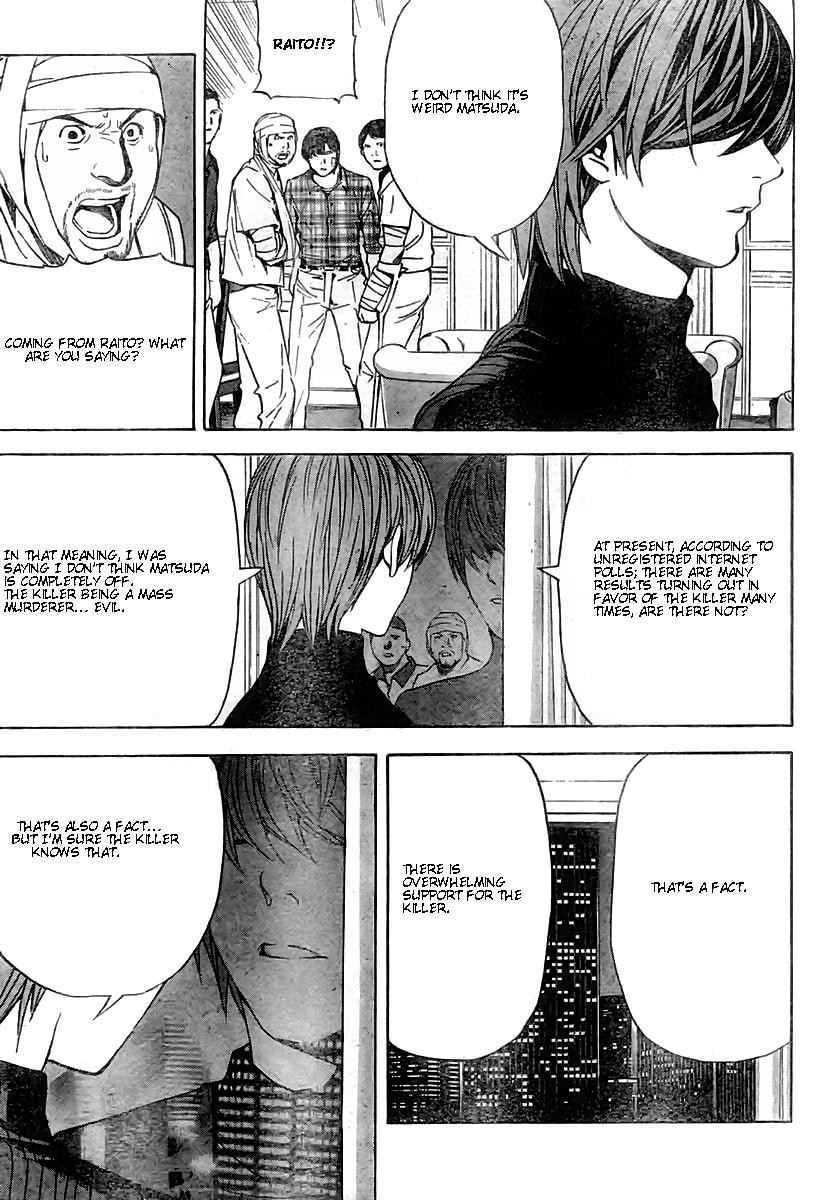 I DON'T THINK IT'S
WEIRD MATSUDA.
RAITO!!?
COMING FROM RAITO? WHAT
ARE YOU SAYING?
AT PRESENT, ACCORDING TO
UNREGISTERED INTERNET
POLLS; THERE ARE MANY
RESULTS TURNING OUT IN
FAVOR OF THE KILLER MANY
TIMES, ARE THERE NOT?
IN THAT MEANING, I WAS
SAYING I DON'T THINK MATSUDA
IS COMPLETELY OFF.
THE KILLER BEING A MASS
MURDERER... EVIL.
THAT'S A FACT.
THERE IS
OVERWHELMING
SUPPORT FOR THE
KILLER.
THAT'S ALSO A FACT...
BUT I'M SURE THE KILLER
KNOWS THAT.